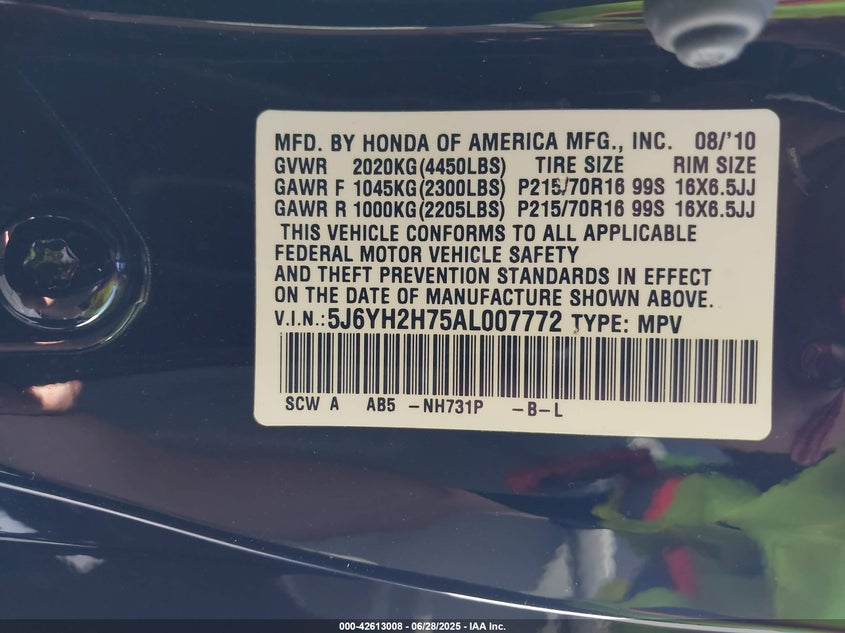 MFD. BY HONDA OF AMERICA MFG., INC. 08/'10
GVWR 2020KG(4450LBS) TIRE SIZE RIM SIZE
GAWR F 1045KG(2300LBS) P215/70R16 99S 16X6.5JJ
GAWR R 1000KG(2205LBS) P215/70R16 99S 16X6.5JJ
THIS VEHICLE CONFORMS TO ALL APPLICABLE
FEDERAL MOTOR VEHICLE SAFETY
AND THEFT PREVENTION STANDARDS IN EFFECT
ON THE DATE OF MANUFACTURE SHOWN ABOVE.
V.I.N.:5J6YH2H75AL007772 TYPE: MPV
SCW A AB5 -NH731P -B-L
000-42613008 - 06/28/2025 - IAA Inc.